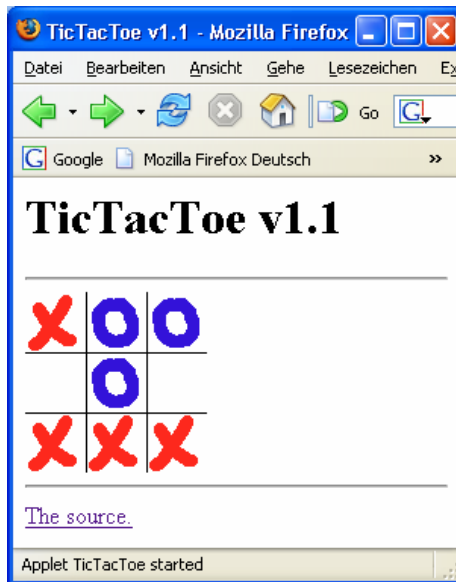 TicTacToe v1.1 - Mozilla Firefox
Datei Bearbeiten Ansicht Gehe Lesezeichen Ex
Go G
G Google Mozilla Firefox Deutsch »
TicTacToe v1.1
X O O
O
X X X
The source.
Applet TicTacToe started